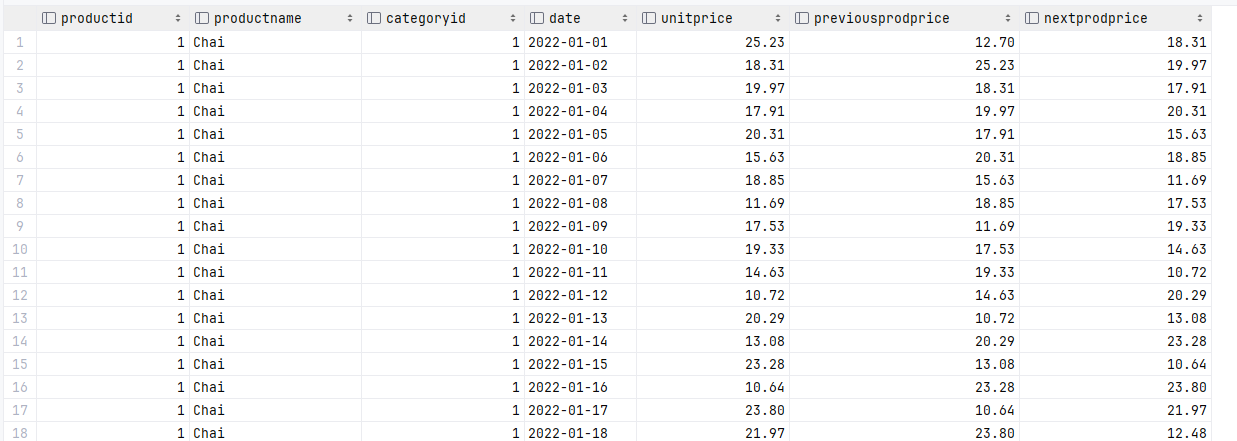 productid productname categoryid date unitprice previousprodprice nextprodprice
1 1 Chai 1 2022-01-01 25.23 12.70 18.31
2 1 Chai 1 2022-01-02 18.31 25.23 19.97
3 1 Chai 1 2022-01-03 19.97 18.31 17.91
4 1 Chai 1 2022-01-04 17.91 19.97 20.31
5 1 Chai 1 2022-01-05 20.31 17.91 15.63
6 1 Chai 1 2022-01-06 15.63 20.31 18.85
7 1 Chai 1 2022-01-07 18.85 15.63 11.69
8 1 Chai 1 2022-01-08 11.69 18.85 17.53
9 1 Chai 1 2022-01-09 17.53 11.69 19.33
10 1 Chai 1 2022-01-10 19.33 17.53 14.63
11 1 Chai 1 2022-01-11 14.63 19.33 10.72
12 1 Chai 1 2022-01-12 10.72 14.63 20.29
13 1 Chai 1 2022-01-13 20.29 10.72 13.08
14 1 Chai 1 2022-01-14 13.08 20.29 23.28
15 1 Chai 1 2022-01-15 23.28 13.08 10.64
16 1 Chai 1 2022-01-16 10.64 23.28 23.80
17 1 Chai 1 2022-01-17 23.80 10.64 21.97
18 1 Chai 1 2022-01-18 21.97 23.80 12.48